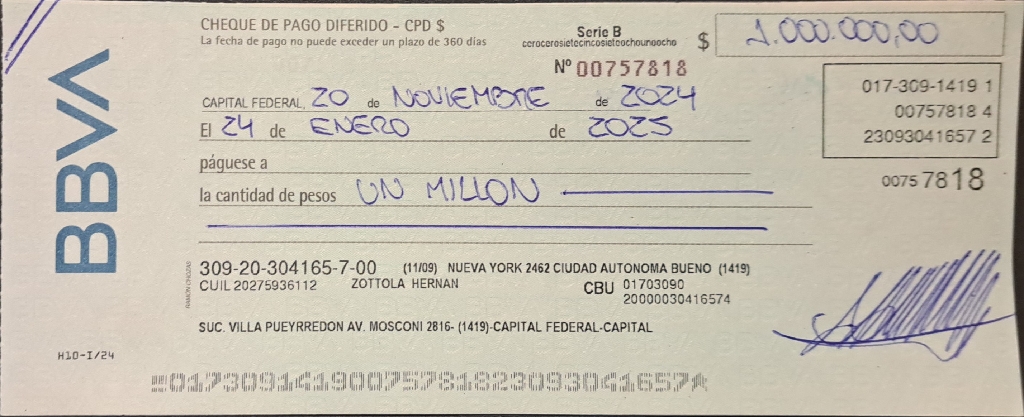 BBVA
CHEQUE DE PAGO DIFERIDO - CPD $
La fecha de pago no puede exceder un plazo de 360 días
Serie B
cerocerosietecincosieteochounoocho
Nº 00757818
$ 1.000.000,00
CAPITAL FEDERAL, 20 de NOVIEMBRE de 2024
El 24 de ENERO de 2025
páguese a
la cantidad de pesos UN MILLON
017-309-1419 1
00757818 4
23093041657 2
00757818
309-20-304165-7-00 (11/09) NUEVA YORK 2462 CIUDAD AUTONOMA BUENO (1419)
CUIL 20275936112 ZOTTOLA HERNAN CBU 01703090
20000030416574
SUC. VILLA PUEYRREDON AV. MOSCONI 2816- (1419)-CAPITAL FEDERAL-CAPITAL
RAMÓN CHOZAS
H10-I/24
01730914190075781823093041657